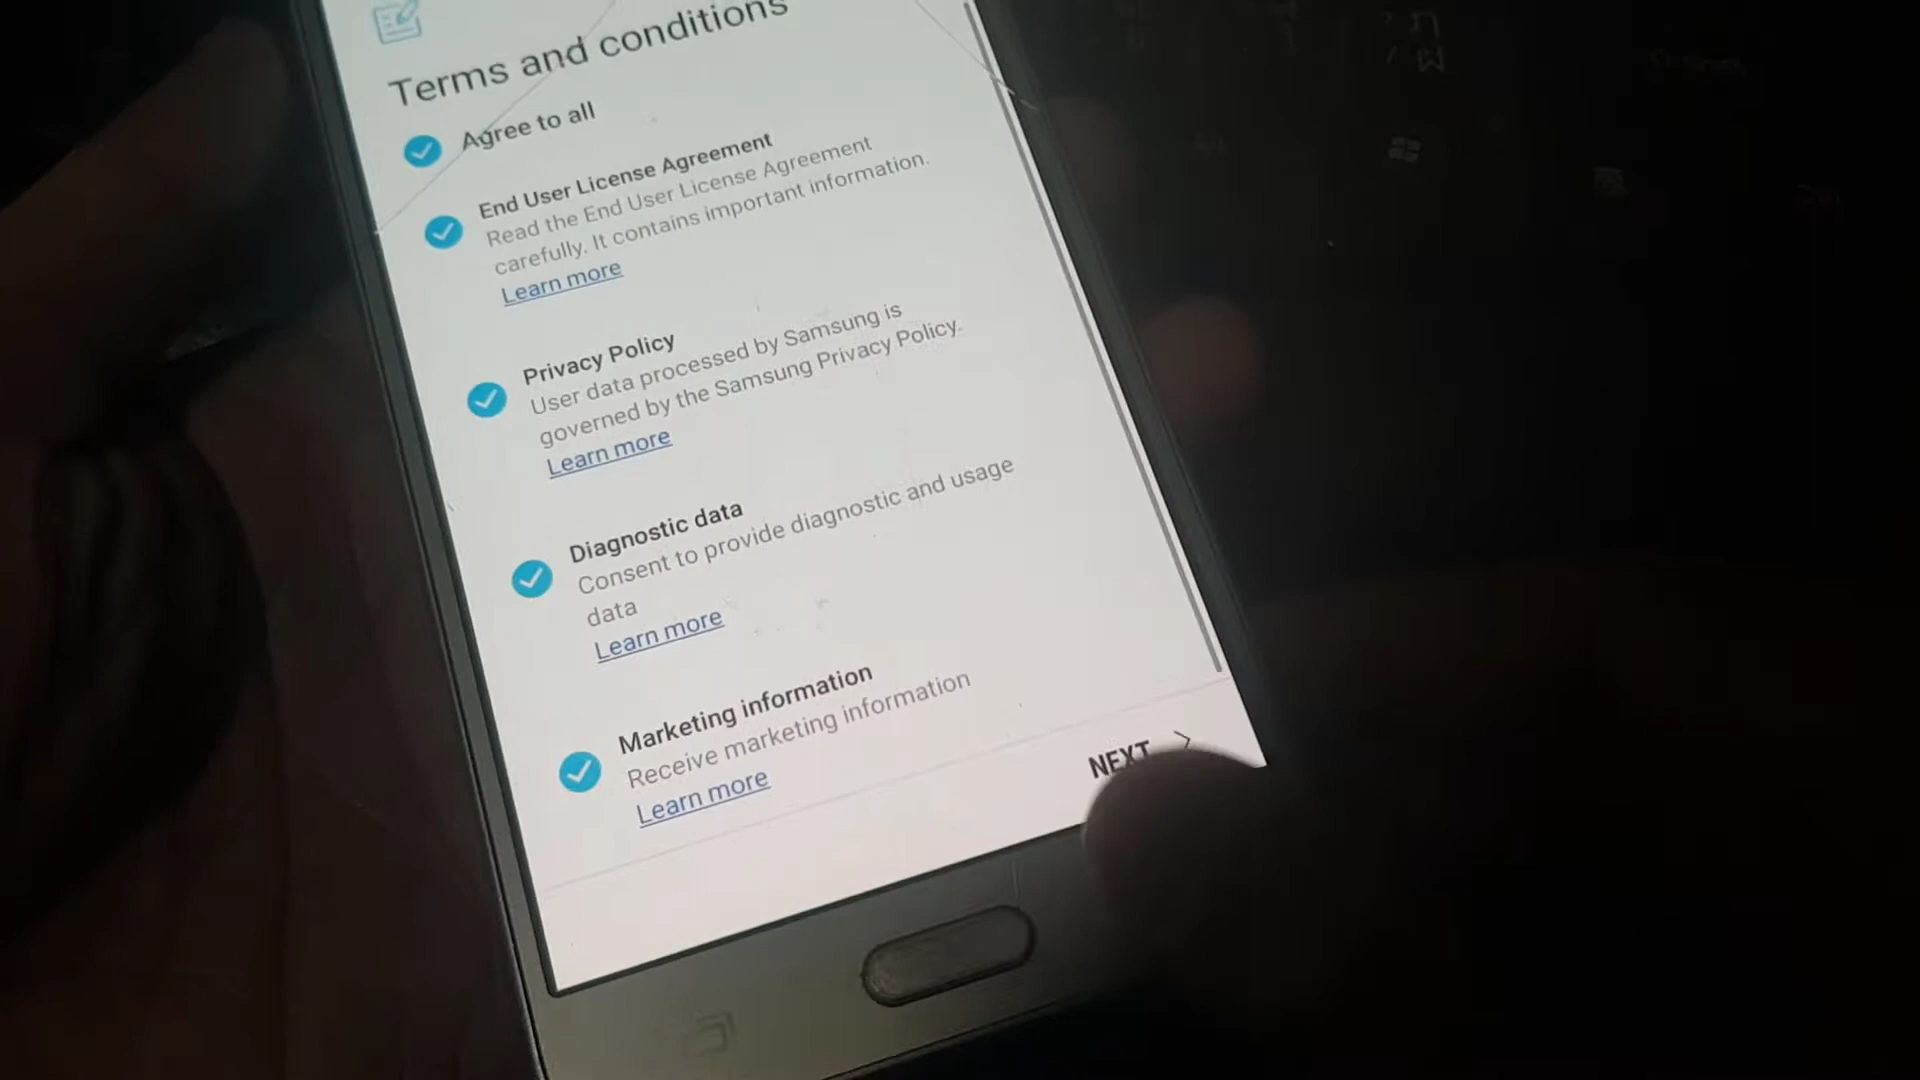 Terms and conditions
Agree to all
End User License Agreement
Read the End User License Agreement
carefully. It contains important information.
Learn more
Privacy Policy
User data processed by Samsung is
governed by the Samsung Privacy Policy.
Learn more
Diagnostic data
Consent to provide diagnostic and usage
data
Learn more
Marketing information
Receive marketing information
Learn more
NEXT